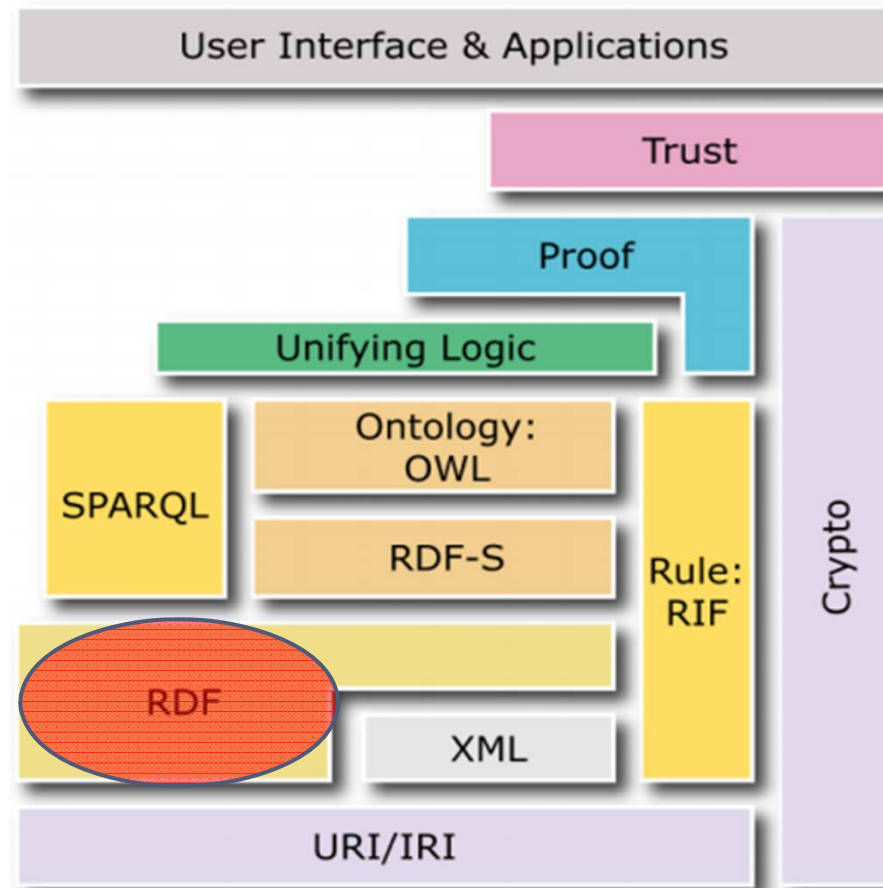 User Interface & Applications
Trust
Proof
Unifying Logic
Ontology:
OWL
SPARQL
RDF-S
Rule:
RIF
Crypto
RDF
XML
URI/IRI